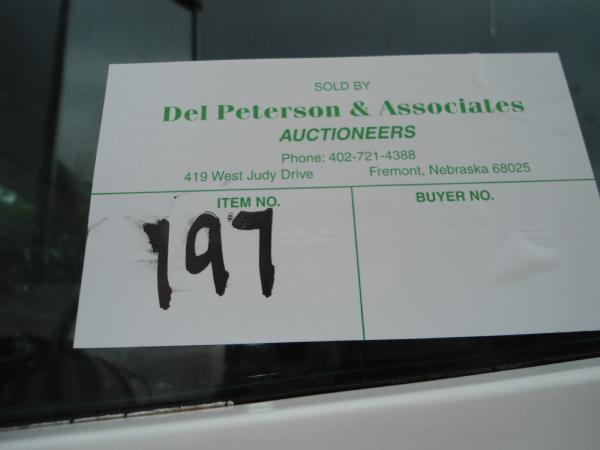 SOLD BY
Del Peterson & Associates
AUCTIONEERS
Phone: 402-721-4388
419 West Judy Drive Fremont, Nebraska 68025
ITEM NO. BUYER NO.
197